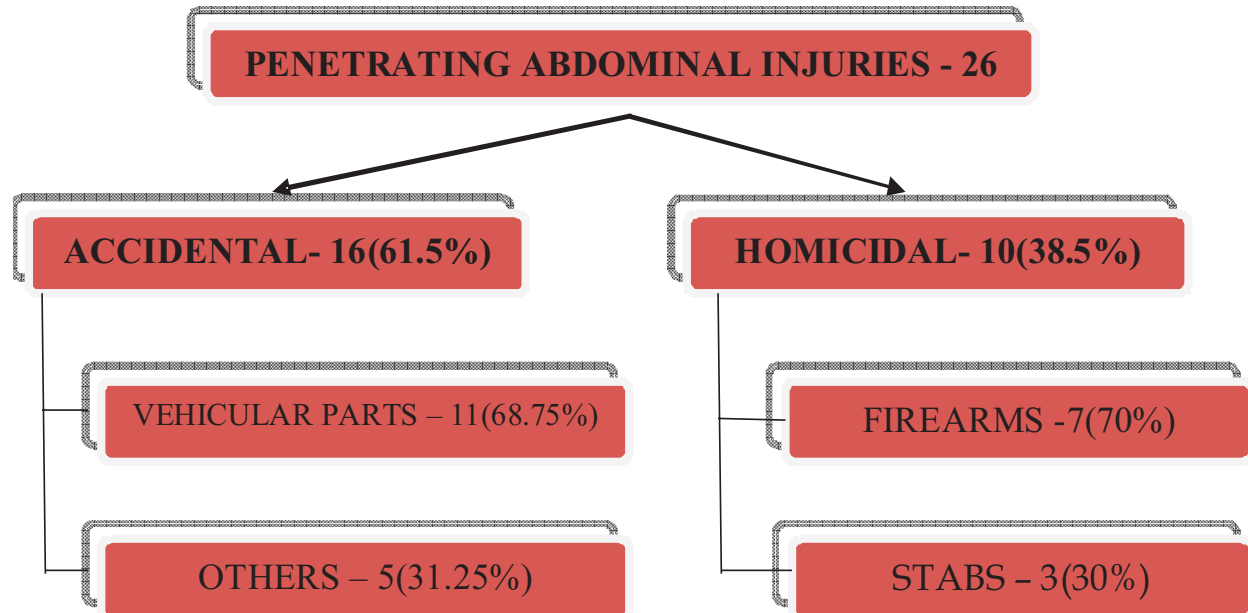 PENETRATING ABDOMINAL INJURIES - 26
ACCIDENTAL- 16(61.5%)
HOMICIDAL- 10(38.5%)
VEHICULAR PARTS – 11(68.75%)
FIREARMS -7(70%)
OTHERS – 5(31.25%)
STABS – 3(30%)